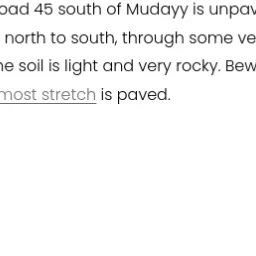 oad 45 south of Mudayy is unpav
north to south, through some ve
e soil is light and very rocky. Bew
most stretch is paved.